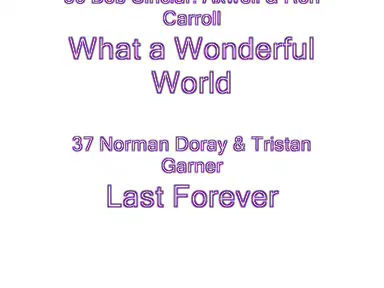 Carroll
What a Wonderful
World
37 Norman Doray & Tristan
Garner
Last Forever